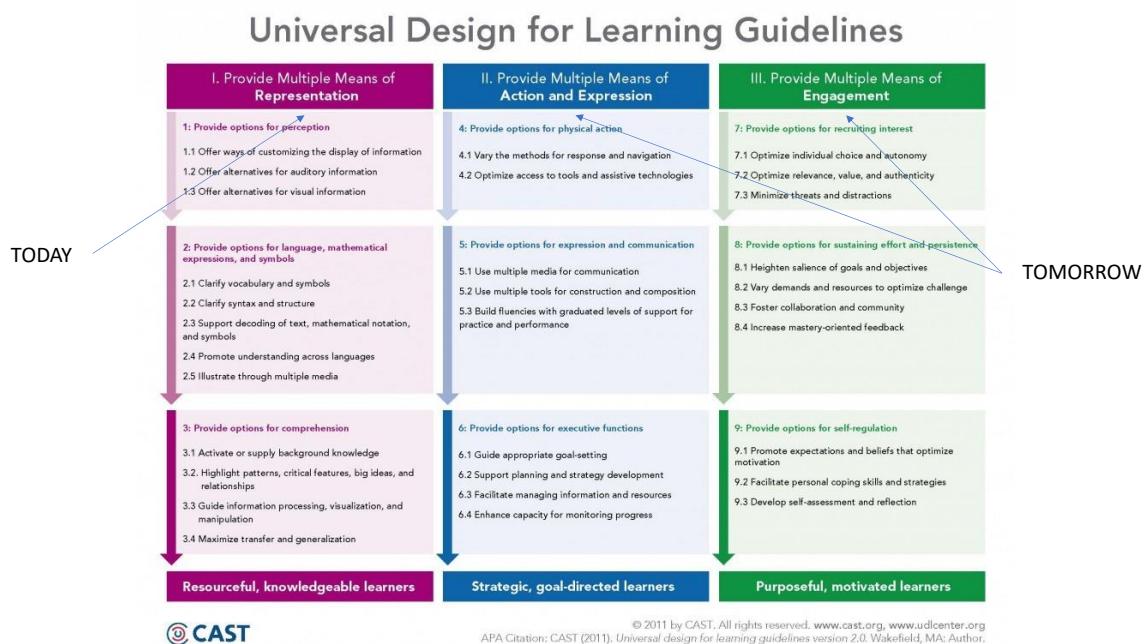 Universal Design for Learning Guidelines
I. Provide Multiple Means of
Representation
1: Provide options for perception
1.1 Offer ways of customizing the display of information
1.2 Offer alternatives for auditory information
1.3 Offer alternatives for visual information
2: Provide options for language, mathematical
expressions, and symbols
2.1 Clarify vocabulary and symbols
2.2 Clarify syntax and structure
2.3 Support decoding of text, mathematical notation,
and symbols
2.4 Promote understanding across languages
2.5 Illustrate through multiple media
3: Provide options for comprehension
3.1 Activate or supply background knowledge
3.2. Highlight patterns, critical features, big ideas, and
relationships
3.3 Guide information processing, visualization, and
manipulation
3.4 Maximize transfer and generalization
Resourceful, knowledgeable learners
II. Provide Multiple Means of
Action and Expression
4: Provide options for physical action
4.1 Vary the methods for response and navigation
4.2 Optimize access to tools and assistive technologies
5: Provide options for expression and communication
5.1 Use multiple media for communication
5.2 Use multiple tools for construction and composition
5.3 Build fluencies with graduated levels of support for
practice and performance
6: Provide options for executive functions
6.1 Guide appropriate goal-setting
6.2 Support planning and strategy development
6.3 Facilitate managing information and resources
6.4 Enhance capacity for monitoring progress
Strategic, goal-directed learners
III. Provide Multiple Means of
Engagement
7: Provide options for recruiting interest
7.1 Optimize individual choice and autonomy
7.2 Optimize relevance, value, and authenticity
7.3 Minimize threats and distractions
8: Provide options for sustaining effort and persistence
8.1 Heighten salience of goals and objectives
8.2 Vary demands and resources to optimize challenge
8.3 Foster collaboration and community
8.4 Increase mastery-oriented feedback
9: Provide options for self-regulation
9.1 Promote expectations and beliefs that optimize
motivation
9.2 Facilitate personal coping skills and strategies
9.3 Develop self-assessment and reflection
Purposeful, motivated learners
TODAY
TOMORROW
CAST
© 2011 by CAST. All rights reserved. www.cast.org, www.udlcenter.org
APA Citation: CAST (2011). Universal design for learning guidelines version 2.0. Wakefield, MA: Author.